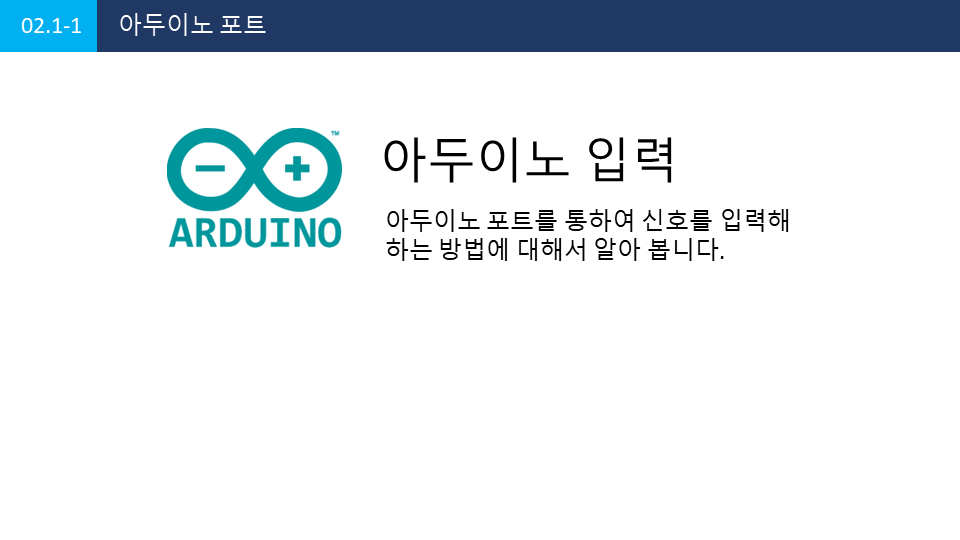 02.1-1 아두이노 포트
아두이노 입력
아두이노 포트를 통하여 신호를 입력해
하는 방법에 대해서 알아 봅니다.
ARDUINO
TM